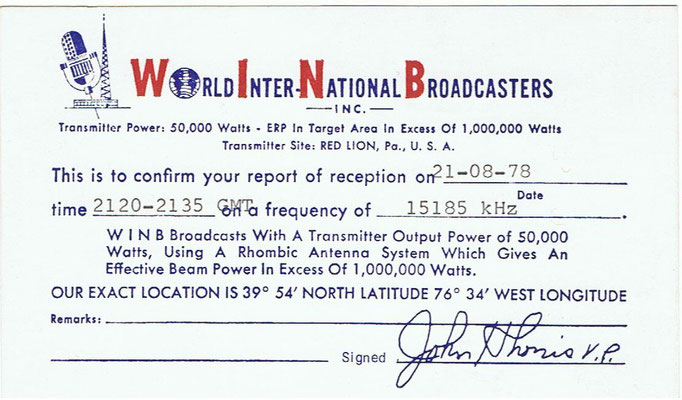 WORLD INTER-NATIONAL BROADCASTERS
INC.
Transmitter Power: 50,000 Watts - ERP In Target Area In Excess Of 1,000,000 Watts
Transmitter Site: RED LION, Pa., U. S. A.
This is to confirm your report of reception on 21-08-78
Date
time 2120-2135 GMT on a frequency of 15185 kHz.
W I N B Broadcasts With A Transmitter Output Power of 50,000
Watts, Using A Rhombic Antenna System Which Gives An
Effective Beam Power In Excess Of 1,000,000 Watts.
OUR EXACT LOCATION IS 39° 54' NORTH LATITUDE 76° 34' WEST LONGITUDE
Remarks:
Signed John V.P.